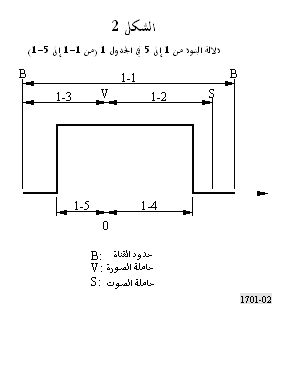 الشكل 2
دلالة البنود من 1 إلى 5 في الجدول 1 (من 1-1 إلى 5-1)
B 1-1 B
1-3 V 1-2 S
1-5 1-4
0
B: حدود القناة
V: حاملة الصورة
S: حاملة الصوت
1701-02